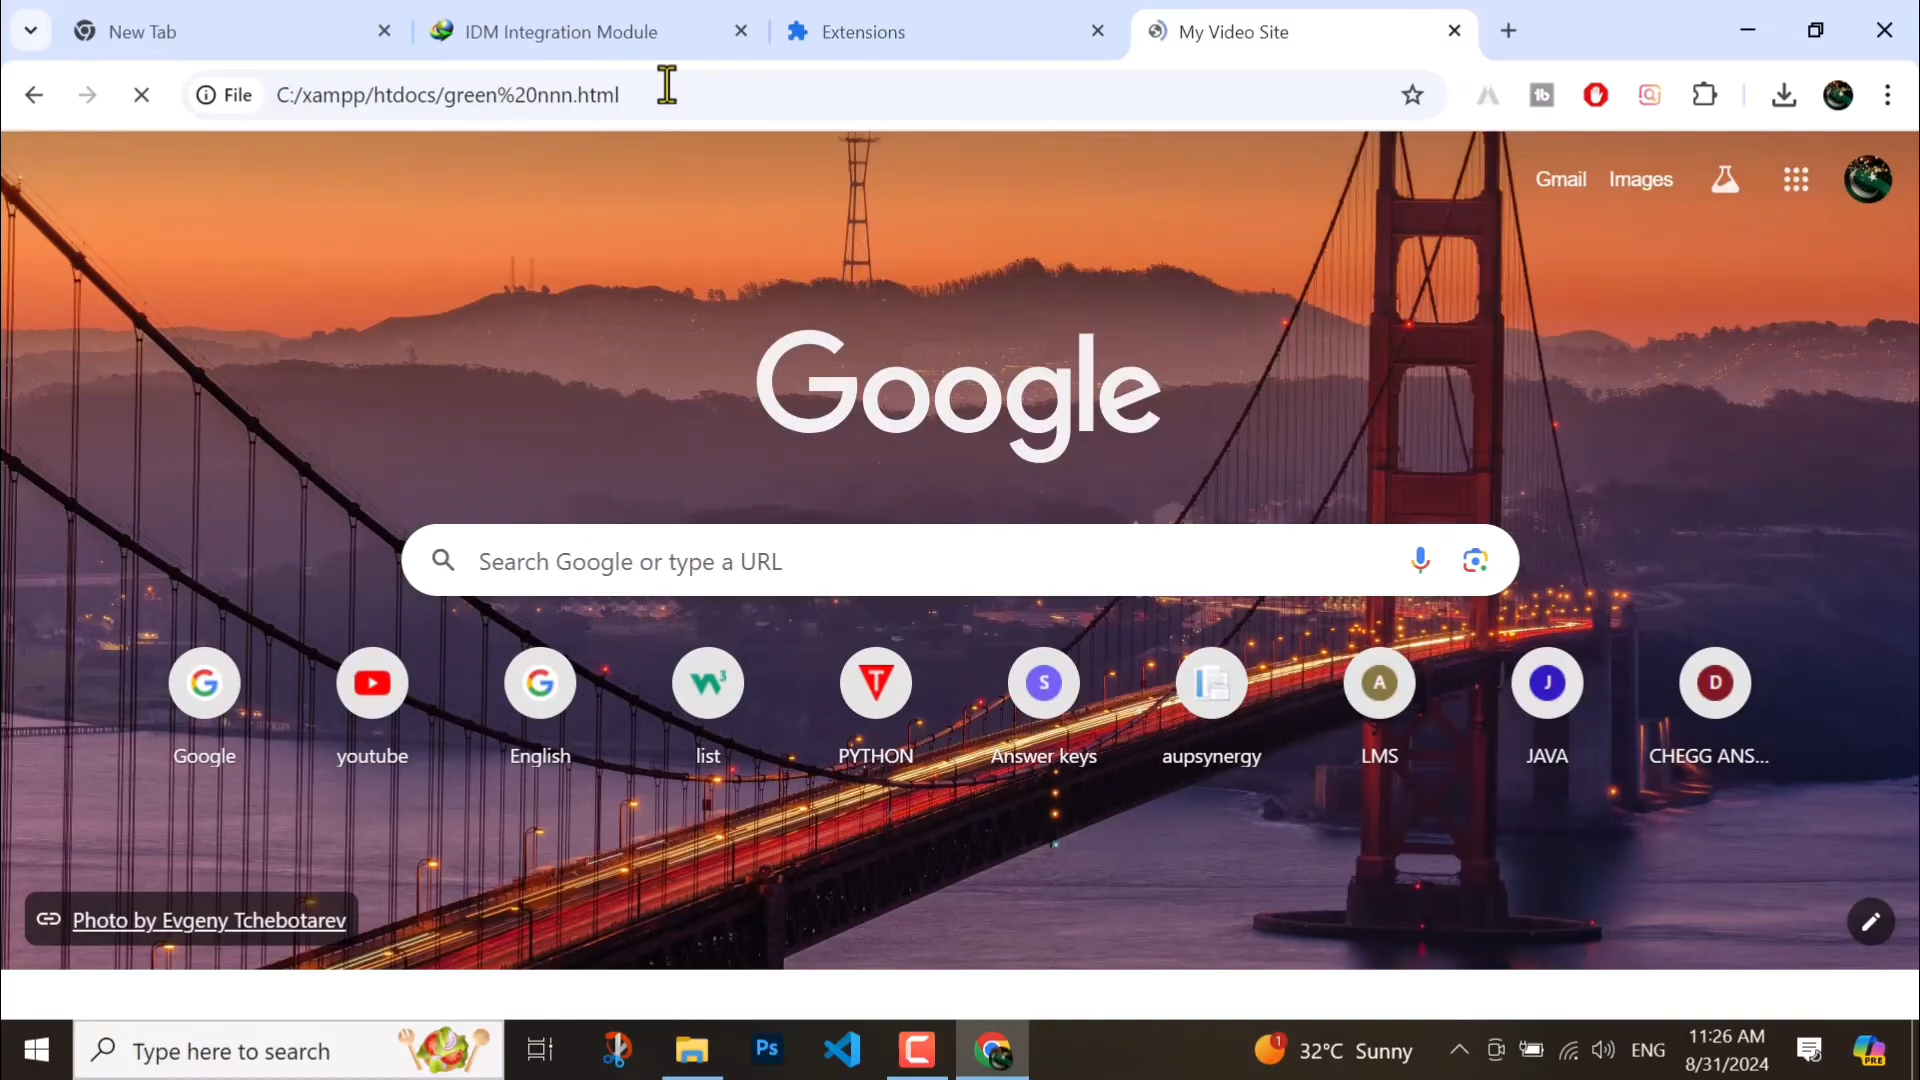 New Tab
IDM Integration Module
Extensions
My Video Site
File
C:/xampp/htdocs/green%20nnn.html
Gmail
Images
Google
Search Google or type a URL
Google
youtube
English
list
PYTHON
Answer keys
aupsynergy
LMS
JAVA
CHEGG ANS...
Photo by Evgeny Tchebotarev
Type here to search
32°C Sunny
ENG
11:26 AM
8/31/2024